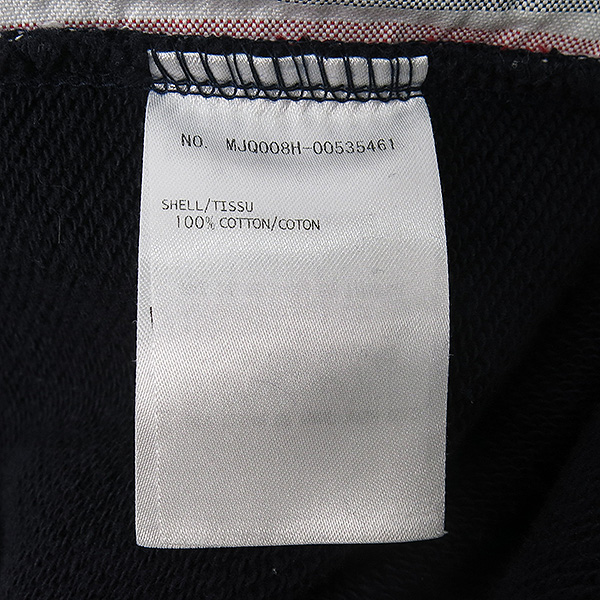 NO. MJQ008H-00535461
SHELL/TISSU
100% COTTON/COTON